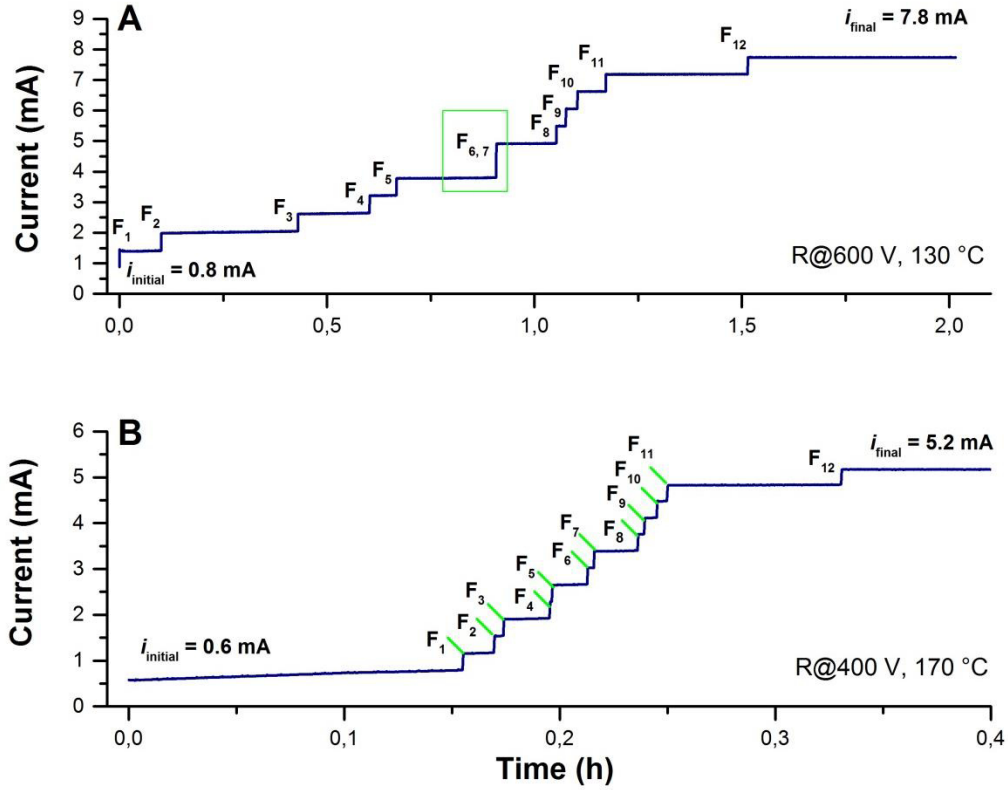 A
i final = 7.8 mA
9
8
7
6
5
4
3
2
1
0
Current (mA)
F1
F2
F3
F4
F5
F6, 7
F8
F9
F10
F11
F12
i initial = 0.8 mA
R@600 V, 130 °C
0,0
0,5
1,0
1,5
2,0
B
i final = 5.2 mA
6
5
4
3
2
1
0
Current (mA)
F1
F2
F3
F4
F5
F6
F7
F8
F9
F10
F11
F12
i initial = 0.6 mA
R@400 V, 170 °C
0,0
0,1
0,2
0,3
0,4
Time (h)